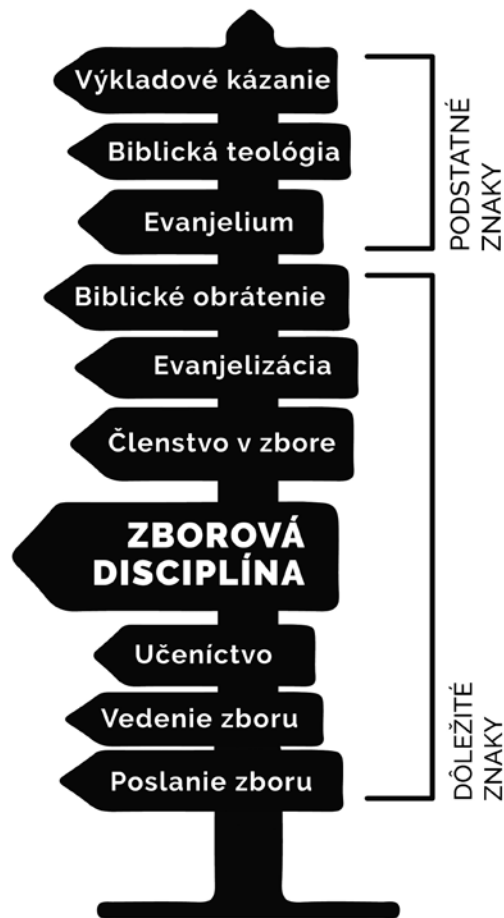 Výkladové kázanie
Biblická teológia
Evanjelium
PODSTATNÉ
ZNAKY
Biblické obrátenie
Evanjelizácia
Členstvo v zbore
ZBOROVÁ
DISCIPLÍNA
Učeníctvo
Vedenie zboru
Poslanie zboru
DÔLEŽITÉ
ZNAKY